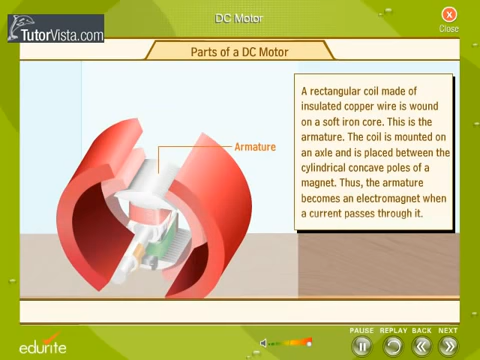 DC Motor
Close
TutorVista.com
Parts of a DC Motor
A rectangular coil made of
insulated copper wire is wound
on a soft iron core. This is the
armature. The coil is mounted on
an axle and is placed between the
cylindrical concave poles of a
magnet. Thus, the armature
becomes an electromagnet when
a current passes through it.
Armature
PAUSE REPLAY BACK NEXT
edurite